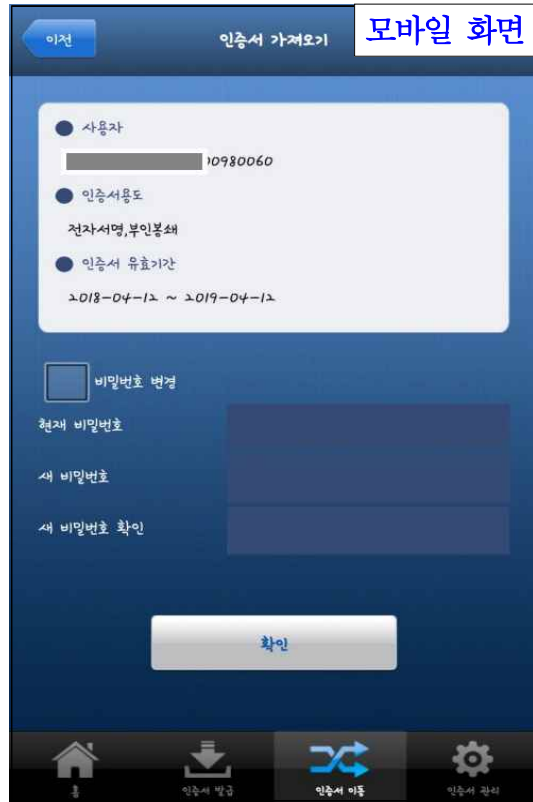 이전
인증서 가져오기
모바일 화면
사용자
00980060
인증서용도
전자서명,부인봉쇄
인증서 유효기간
2018-04-12 ~ 2019-04-12
비밀번호 변경
현재 비밀번호
새 비밀번호
새 비밀번호 확인
확인
홈
인증서 발급
인증서 이동
인증서 관리